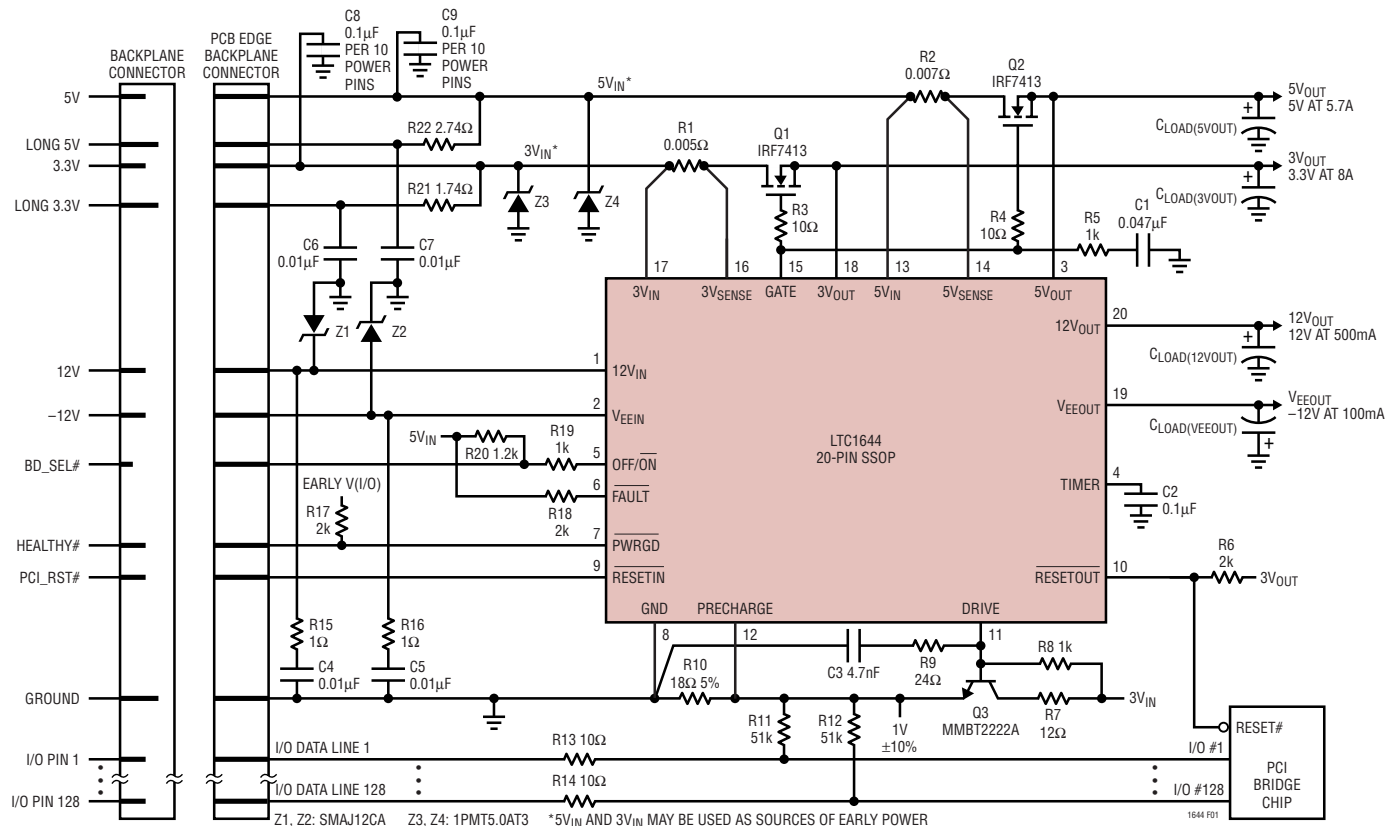 BACKPLANE
CONNECTOR
PCB EDGE
BACKPLANE
CONNECTOR
C8
0.1µF
PER 10
POWER
PINS
C9
0.1µF
PER 10
POWER
PINS
5V
LONG 5V
3.3V
LONG 3.3V
12V
–12V
BD_SEL#
HEALTHY#
PCI_RST#
GROUND
I/O PIN 1
I/O PIN 128
5VIN*
R22 2.74Ω
3VIN*
R21 1.74Ω
Z3
Z4
C6
0.01µF
C7
0.01µF
Z1
Z2
R1
0.005Ω
Q1
IRF7413
R2
0.007Ω
Q2
IRF7413
R3
10Ω
R4
10Ω
R5
1k
C1
0.047µF
5VOUT
5V AT 5.7A
CLOAD(5VOUT)
+
3VOUT
3.3V AT 8A
CLOAD(3VOUT)
+
17
16
15
18
13
14
3
3VIN
3VSENSE
GATE
3VOUT
5VIN
5VSENSE
5VOUT
1
12VIN
2
VEEIN
5VIN
R20 1.2k
R19
1k
5
OFF/ON
6
FAULT
R18
2k
EARLY V(I/O)
R17
2k
7
PWRGD
9
RESETIN
LTC1644
20-PIN SSOP
12VOUT
20
12VOUT
12V AT 500mA
CLOAD(12VOUT)
+
VEEOUT
19
VEEOUT
–12V AT 100mA
CLOAD(VEEOUT)
+
TIMER
4
C2
0.1µF
RESETOUT
10
R6
2k
3VOUT
GND
PRECHARGE
DRIVE
8
12
11
R15
1Ω
C4
0.01µF
R16
1Ω
C5
0.01µF
R10
18Ω 5%
C3 4.7nF
R9
24Ω
R8 1k
R7
12Ω
3VIN
Q3
MMBT2222A
R11
51k
R12
51k
1V
±10%
I/O DATA LINE 1
R13 10Ω
I/O #1
I/O DATA LINE 128
R14 10Ω
I/O #128
RESET#
PCI
BRIDGE
CHIP
1644 F01
Z1, Z2: SMAJ12CA Z3, Z4: 1PMT5.0AT3 *5VIN AND 3VIN MAY BE USED AS SOURCES OF EARLY POWER